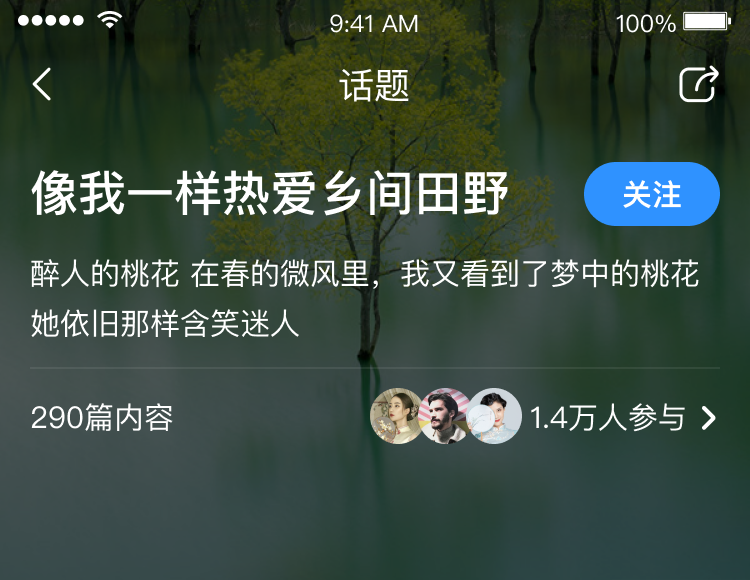 9:41 AM 100%
话题
像我一样热爱乡间田野 关注
醉人的桃花 在春的微风里，我又看到了梦中的桃花
她依旧那样含笑迷人
290篇内容 1.4万人参与